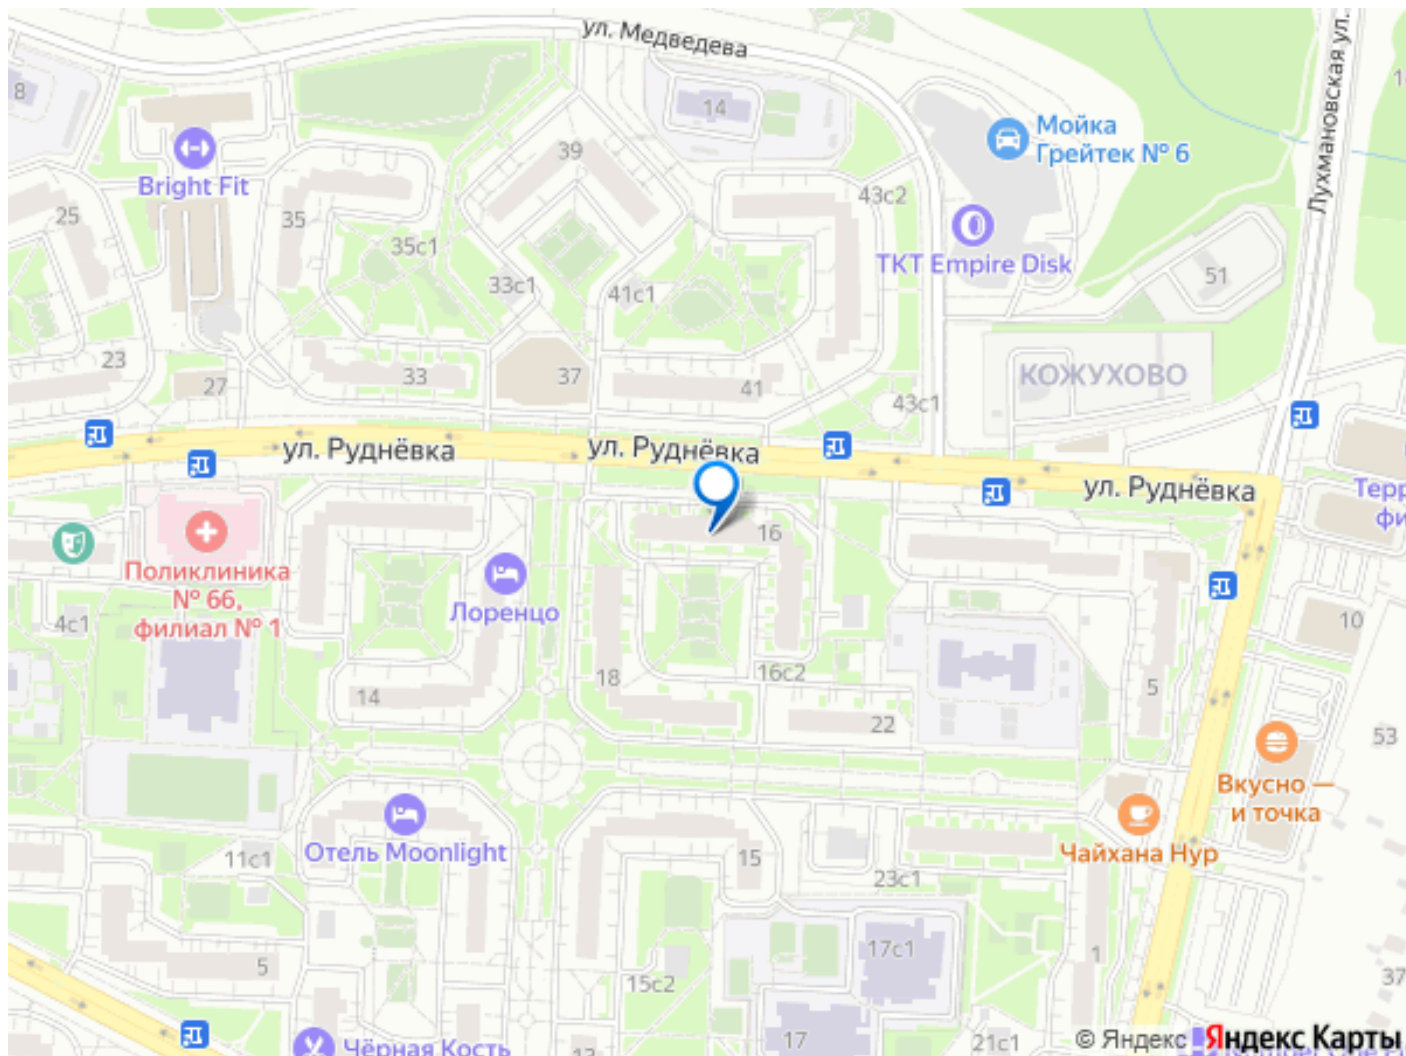 ул. Медведева
Лухмановская ул.
8
14
Мойка
Грейтек № 6
39
Bright Fit
43с2
25
35
35с1
ТКТ Empire Disk
51
33с1
41с1
23
27
33
37
41
КОЖУХОВО
43с1
ул. Руднёвка
ул. Руднёвка
ул. Руднёвка
16
Поликлиника
№ 66,
филиал № 1
Лоренцо
4с1
10
18
16с2
5
14
22
53
Вкусно —
и точка
Отель Moonlight
Чайхана Нур
11с1
15
23с1
17с1
1
5
15с2
37
17
21с1
Чёрная Кость
© Яндекс Яндекс Карты